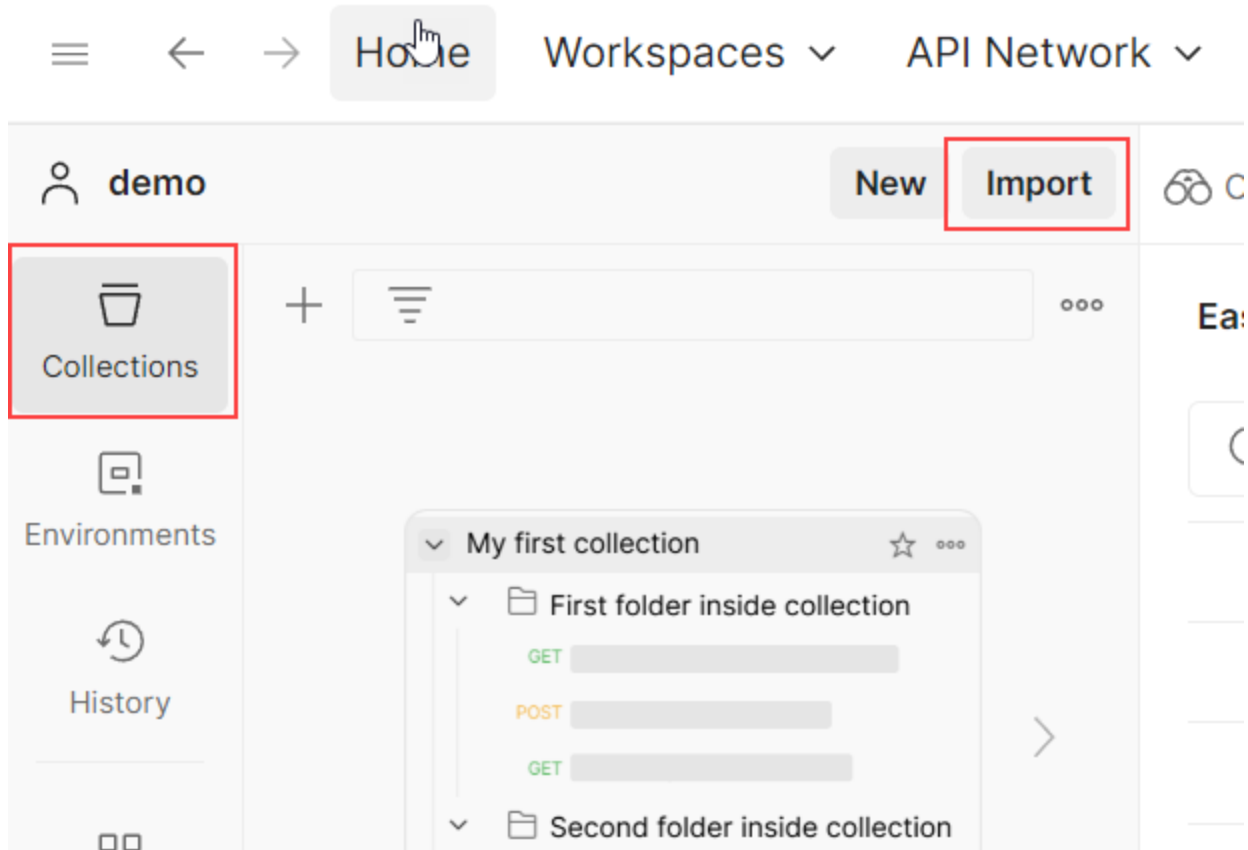 Home Workspaces API Network
demo New Import
Collections
Environments
My first collection
First folder inside collection
GET
History
POST
GET
Second folder inside collection